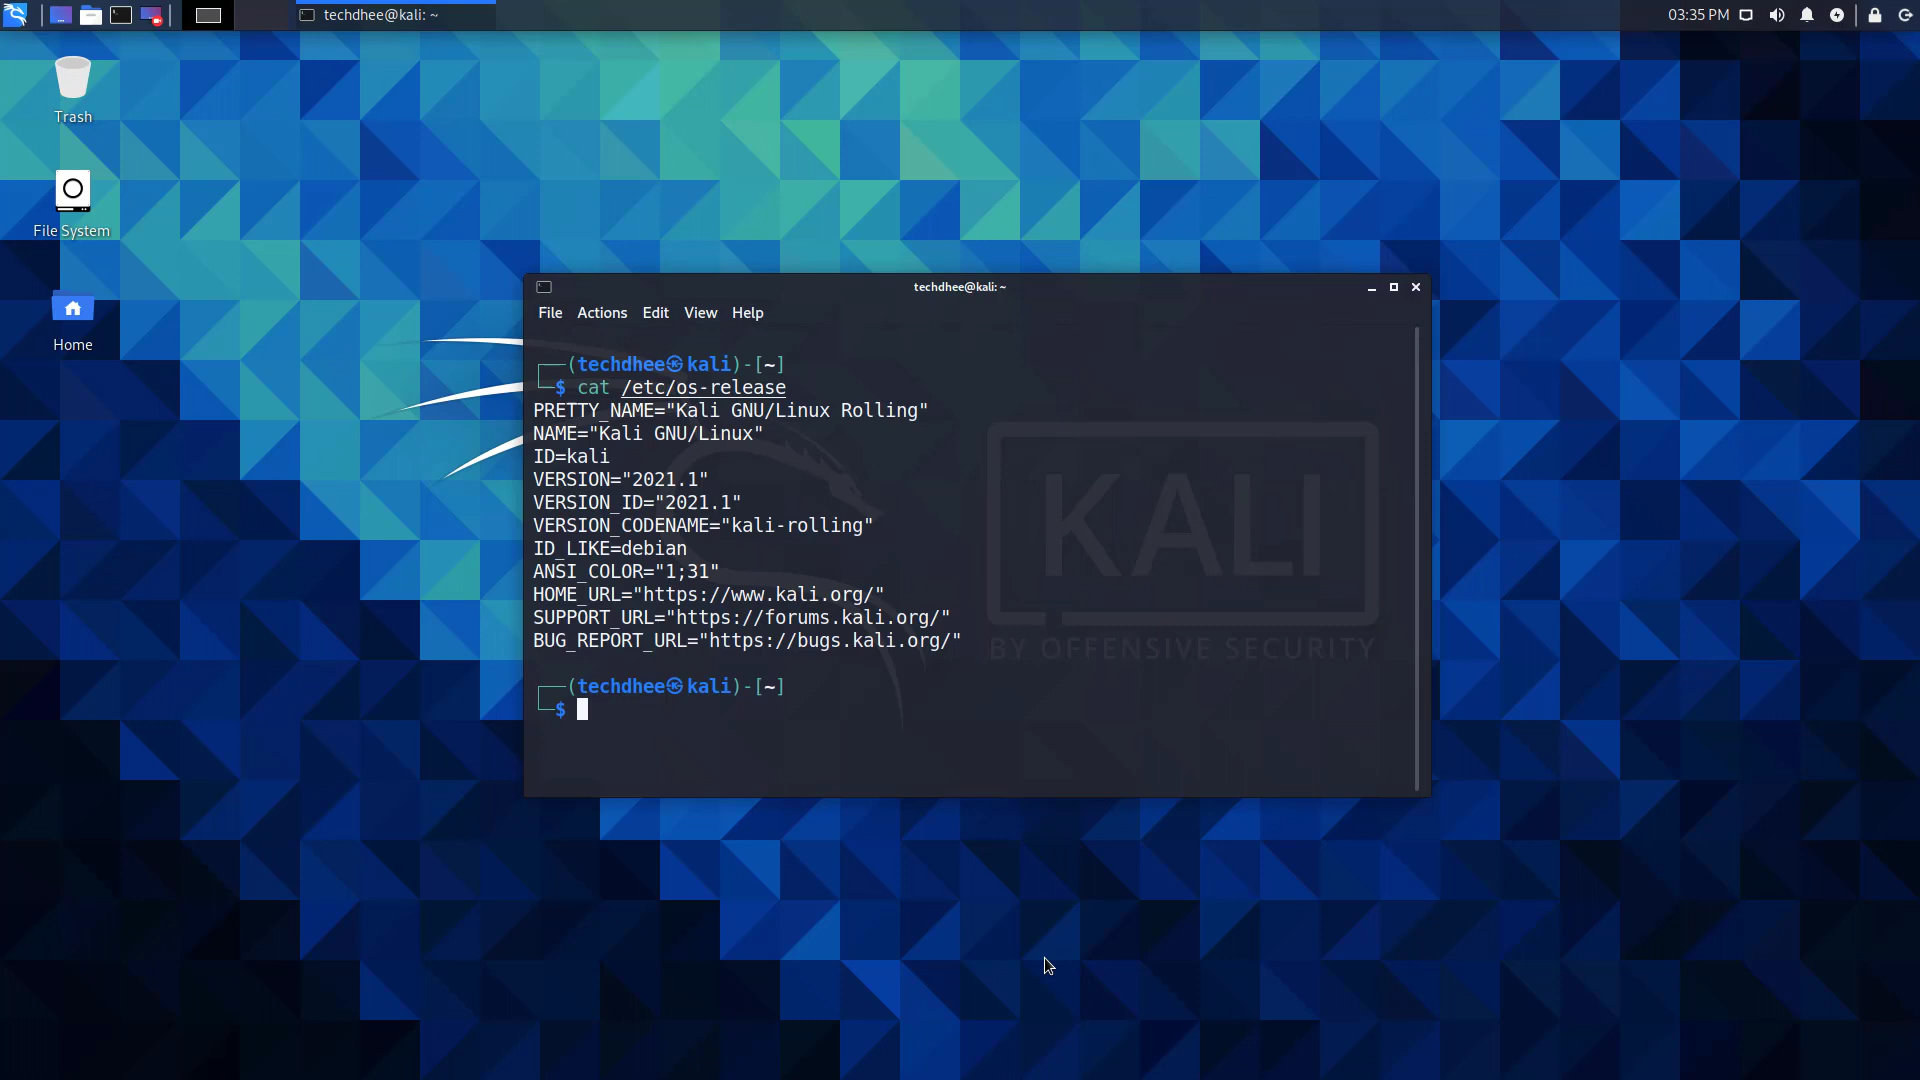 techdhee@kali: ~
03:35 PM
Trash
File System
Home
techdhee@kali: ~
File Actions Edit View Help
┌──(techdhee㉿kali)-[~]
└─$ cat /etc/os-release
PRETTY_NAME="Kali GNU/Linux Rolling"
NAME="Kali GNU/Linux"
ID=kali
VERSION="2021.1"
VERSION_ID="2021.1"
VERSION_CODENAME="kali-rolling"
ID_LIKE=debian
ANSI_COLOR="1;31"
HOME_URL="https://www.kali.org/"
SUPPORT_URL="https://forums.kali.org/"
BUG_REPORT_URL="https://bugs.kali.org/"
┌──(techdhee㉿kali)-[~]
└─$
KALI
BY OFFENSIVE SECURITY